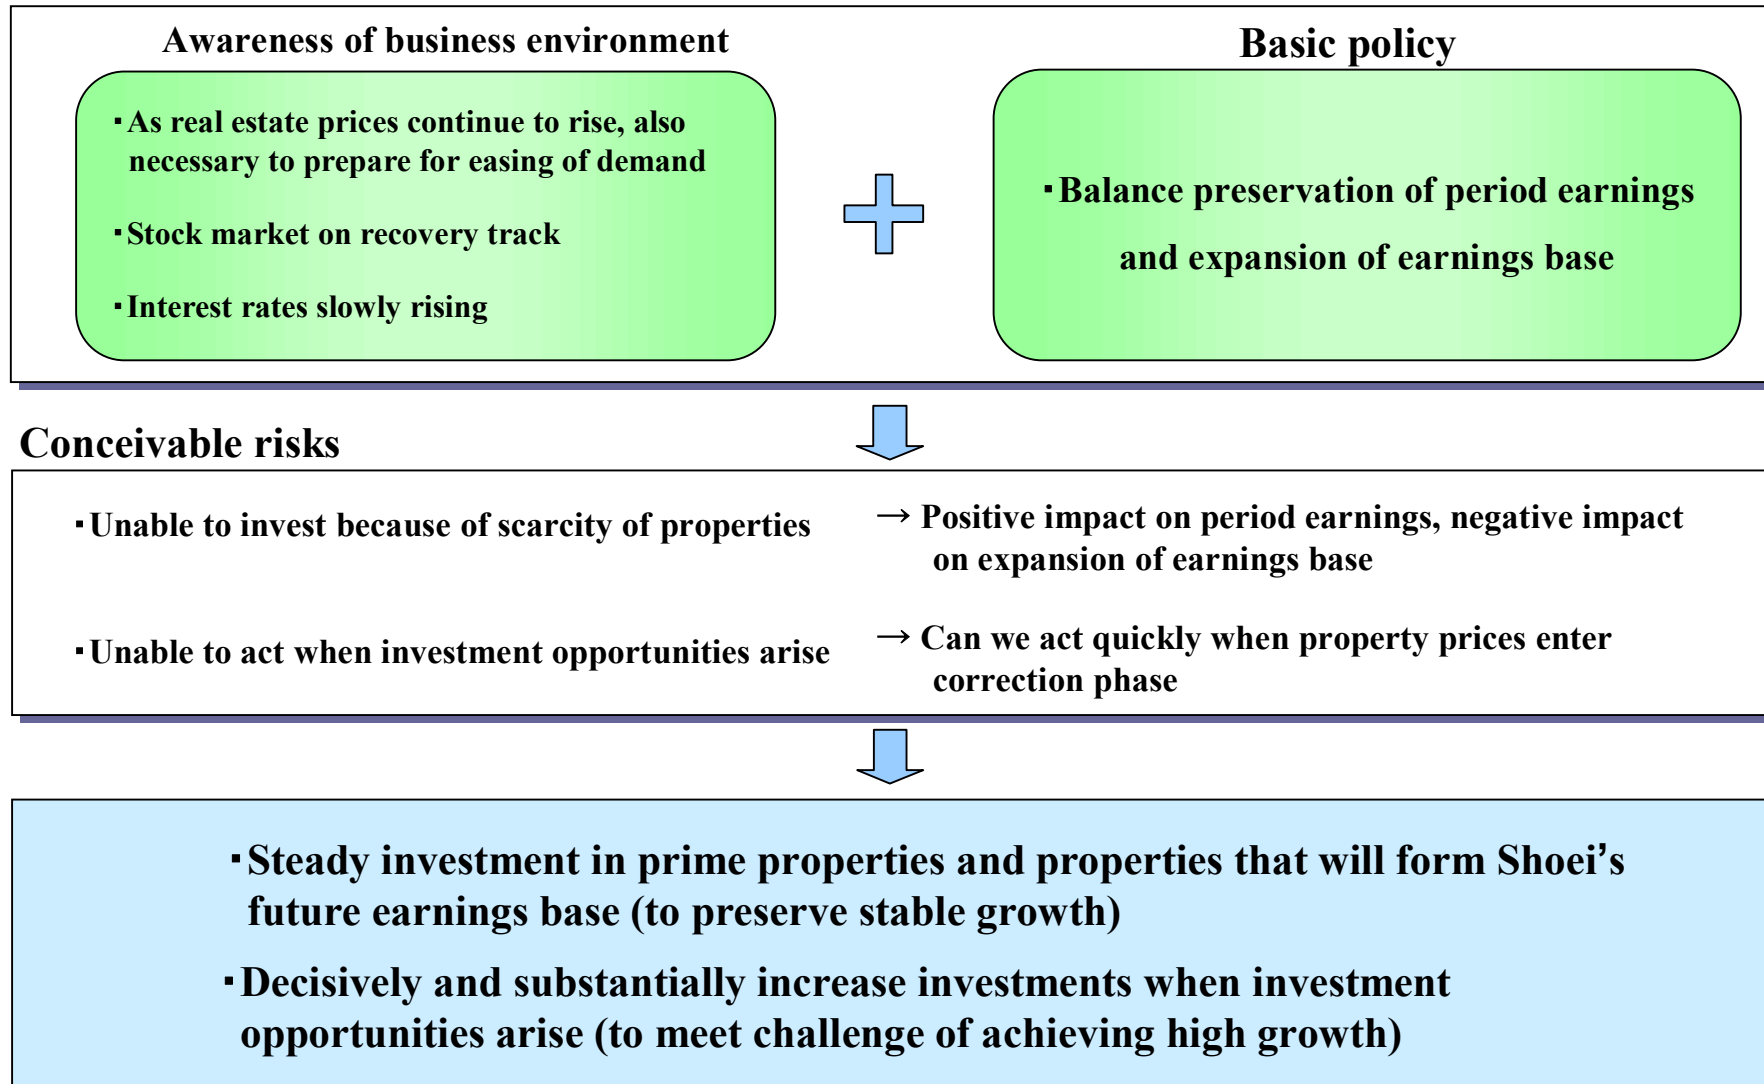 Awareness of business environment
・As real estate prices continue to rise, also
necessary to prepare for easing of demand
・Stock market on recovery track
・Interest rates slowly rising
Basic policy
・Balance preservation of period earnings
and expansion of earnings base
Conceivable risks
・Unable to invest because of scarcity of properties
→ Positive impact on period earnings, negative impact
on expansion of earnings base
・Unable to act when investment opportunities arise
→ Can we act quickly when property prices enter
correction phase
・Steady investment in prime properties and properties that will form Shoei’s
future earnings base (to preserve stable growth)
・Decisively and substantially increase investments when investment
opportunities arise (to meet challenge of achieving high growth)